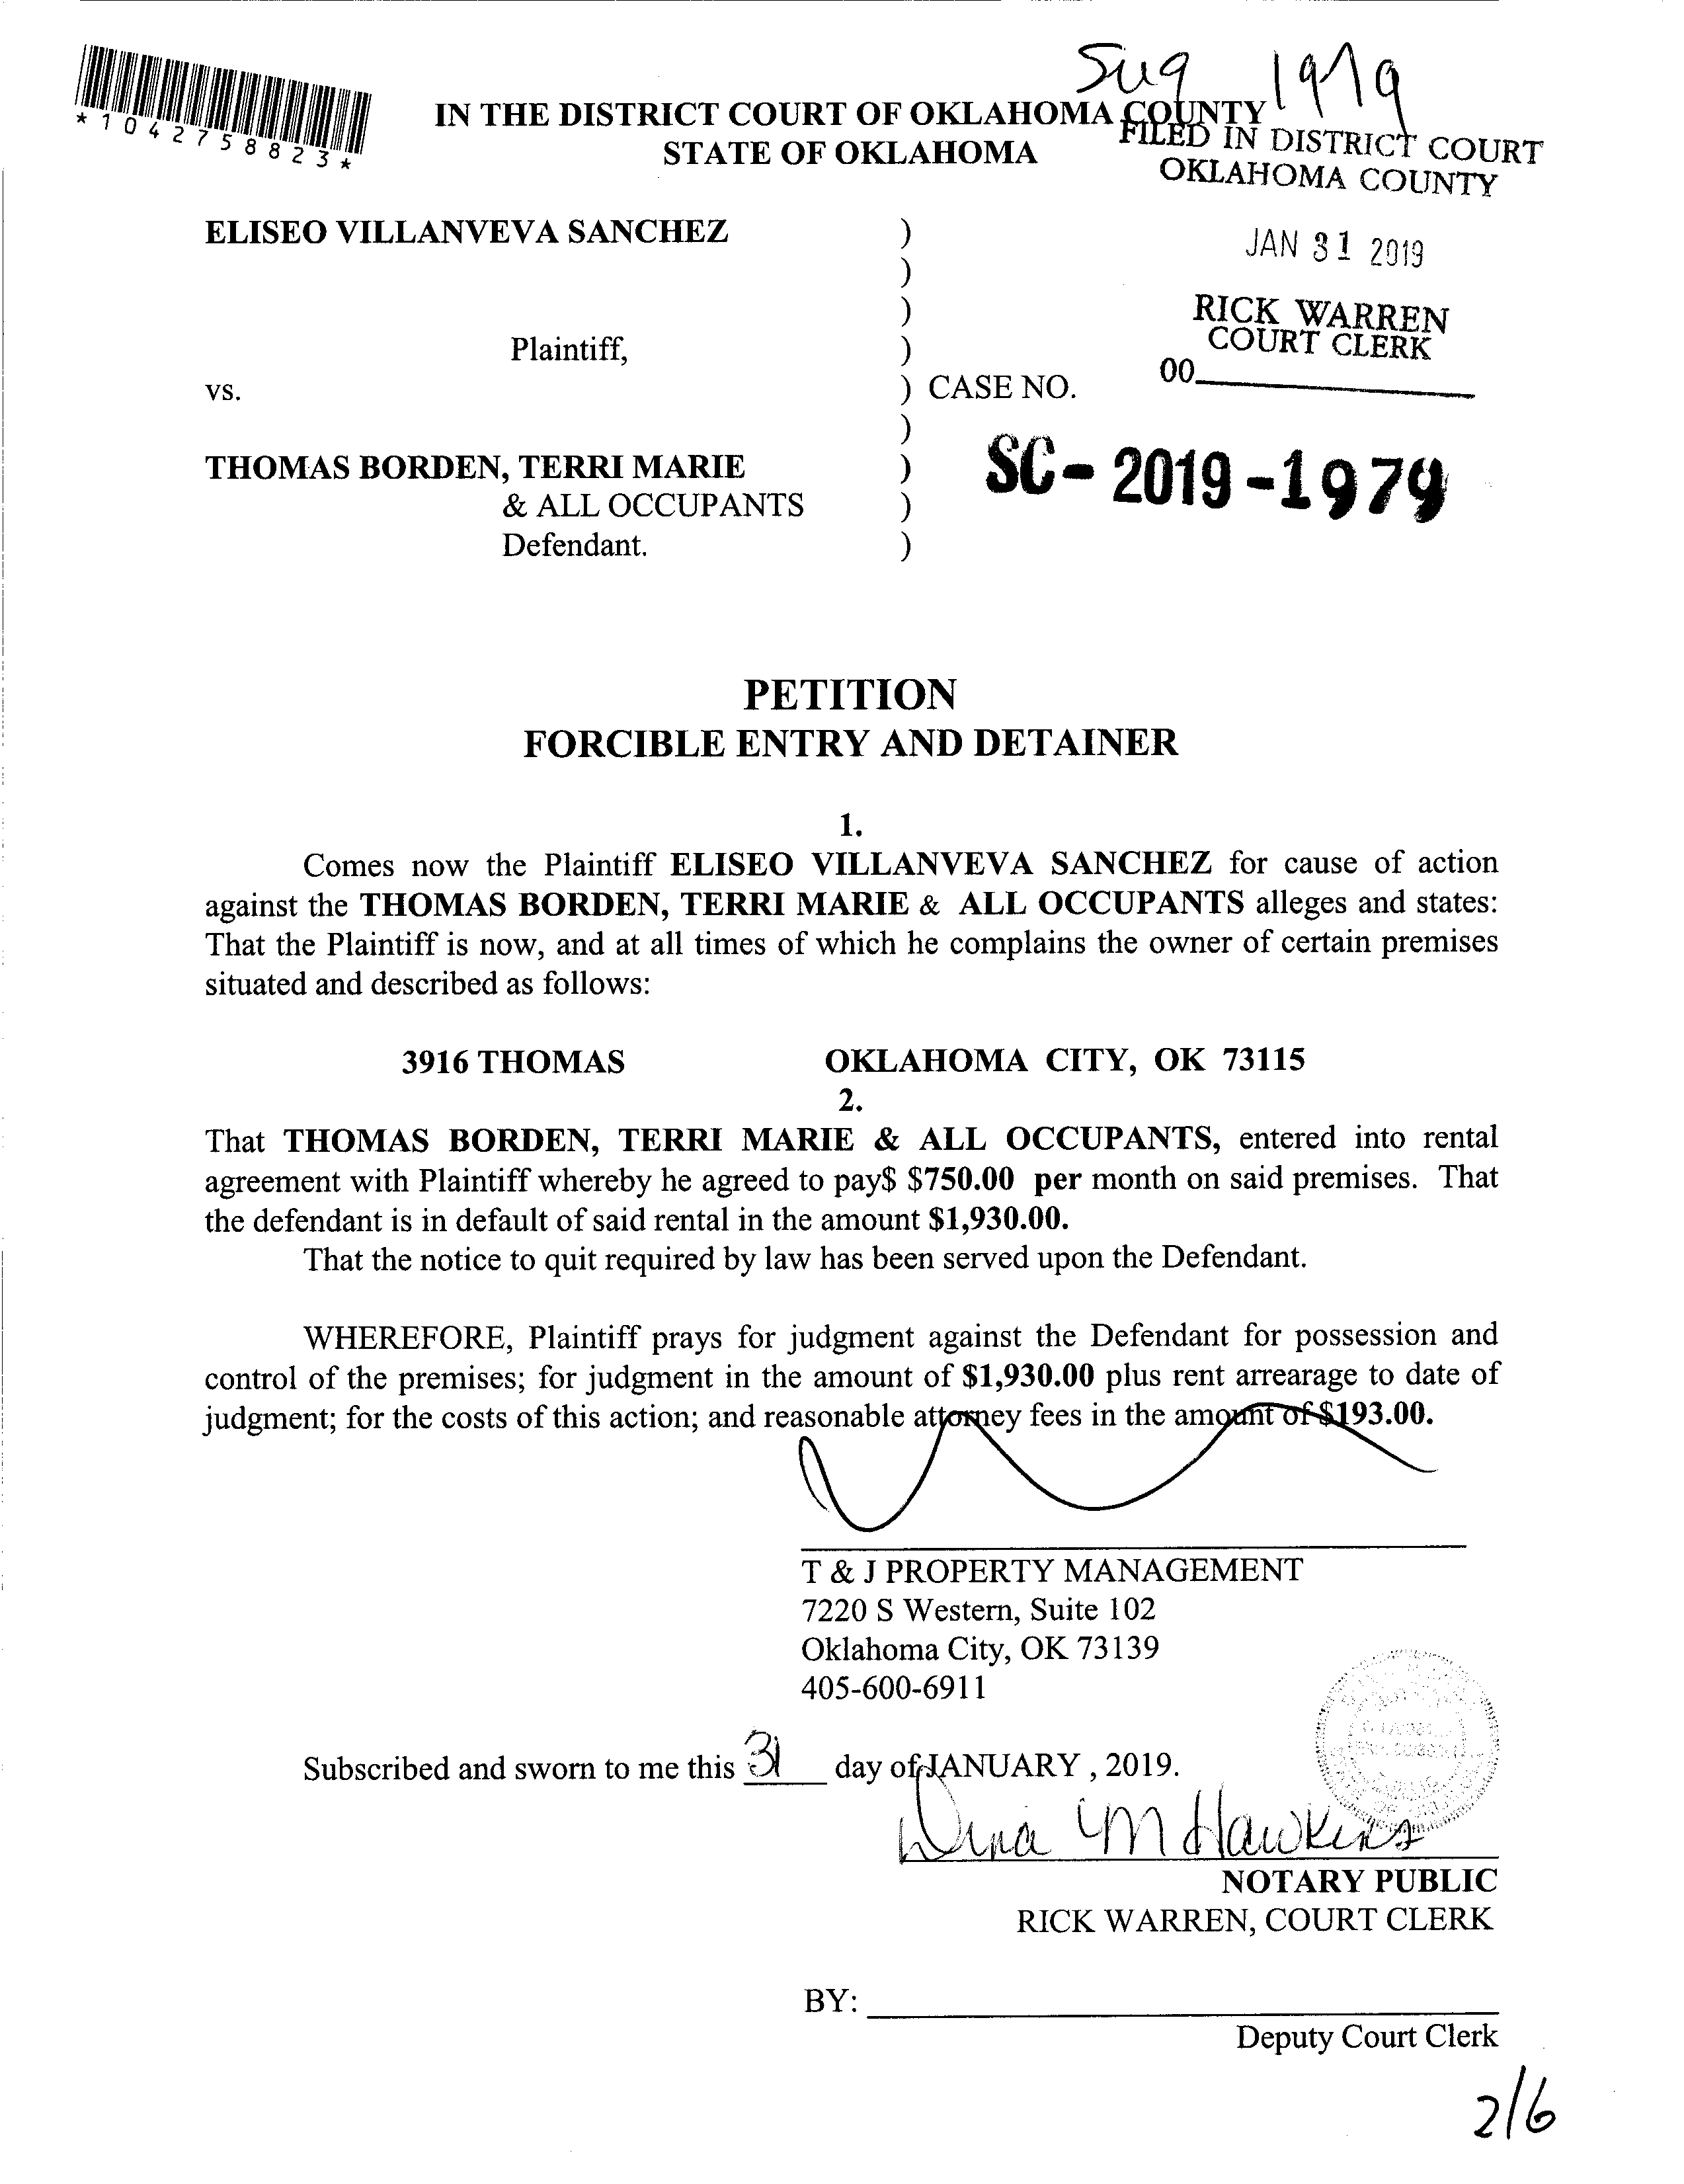 *1042758823*
Sug 1979
IN THE DISTRICT COURT OF OKLAHOMA COUNTY
STATE OF OKLAHOMA
FILED IN DISTRICT COURT
OKLAHOMA COUNTY
JAN 31 2019
RICK WARREN
COURT CLERK
00
ELISEO VILLANVEVA SANCHEZ )
)
)
Plaintiff, )
vs. ) CASE NO.
)
THOMAS BORDEN, TERRI MARIE ) SC-2019-1979
& ALL OCCUPANTS )
Defendant. )
PETITION
FORCIBLE ENTRY AND DETAINER
1.
Comes now the Plaintiff ELISEO VILLANVEVA SANCHEZ for cause of action
against the THOMAS BORDEN, TERRI MARIE & ALL OCCUPANTS alleges and states:
That the Plaintiff is now, and at all times of which he complains the owner of certain premises
situated and described as follows:
3916 THOMAS OKLAHOMA CITY, OK 73115
2.
That THOMAS BORDEN, TERRI MARIE & ALL OCCUPANTS, entered into rental
agreement with Plaintiff whereby he agreed to pay$ $750.00 per month on said premises. That
the defendant is in default of said rental in the amount $1,930.00.
That the notice to quit required by law has been served upon the Defendant.
WHEREFORE, Plaintiff prays for judgment against the Defendant for possession and
control of the premises; for judgment in the amount of $1,930.00 plus rent arrearage to date of
judgment; for the costs of this action; and reasonable attorney fees in the amount of $193.00.
T & J PROPERTY MANAGEMENT
7220 S Western, Suite 102
Oklahoma City, OK 73139
405-600-6911
Subscribed and sworn to me this 31 day of JANUARY , 2019.
Dina M Hawkins
NOTARY PUBLIC
RICK WARREN, COURT CLERK
BY:
Deputy Court Clerk
2/6